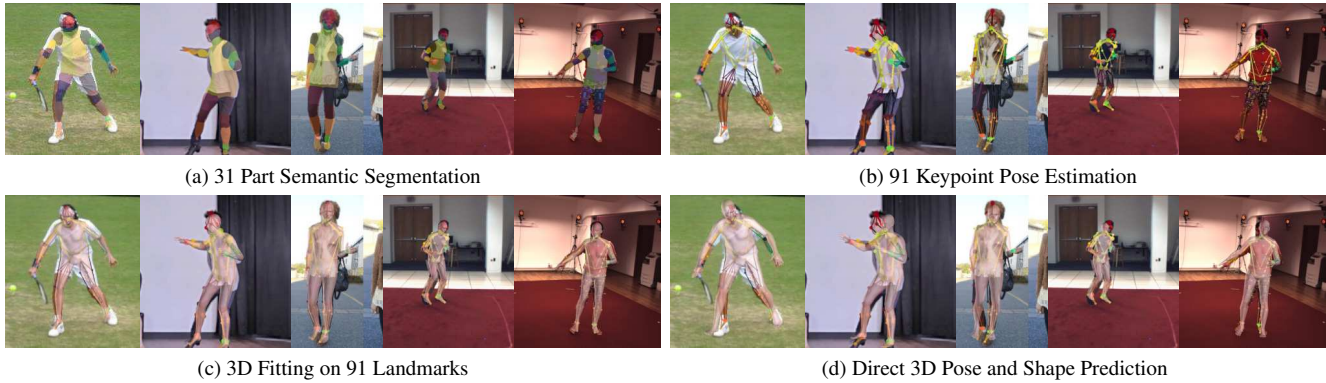 (a) 31 Part Semantic Segmentation
(b) 91 Keypoint Pose Estimation
(c) 3D Fitting on 91 Landmarks
(d) Direct 3D Pose and Shape Prediction